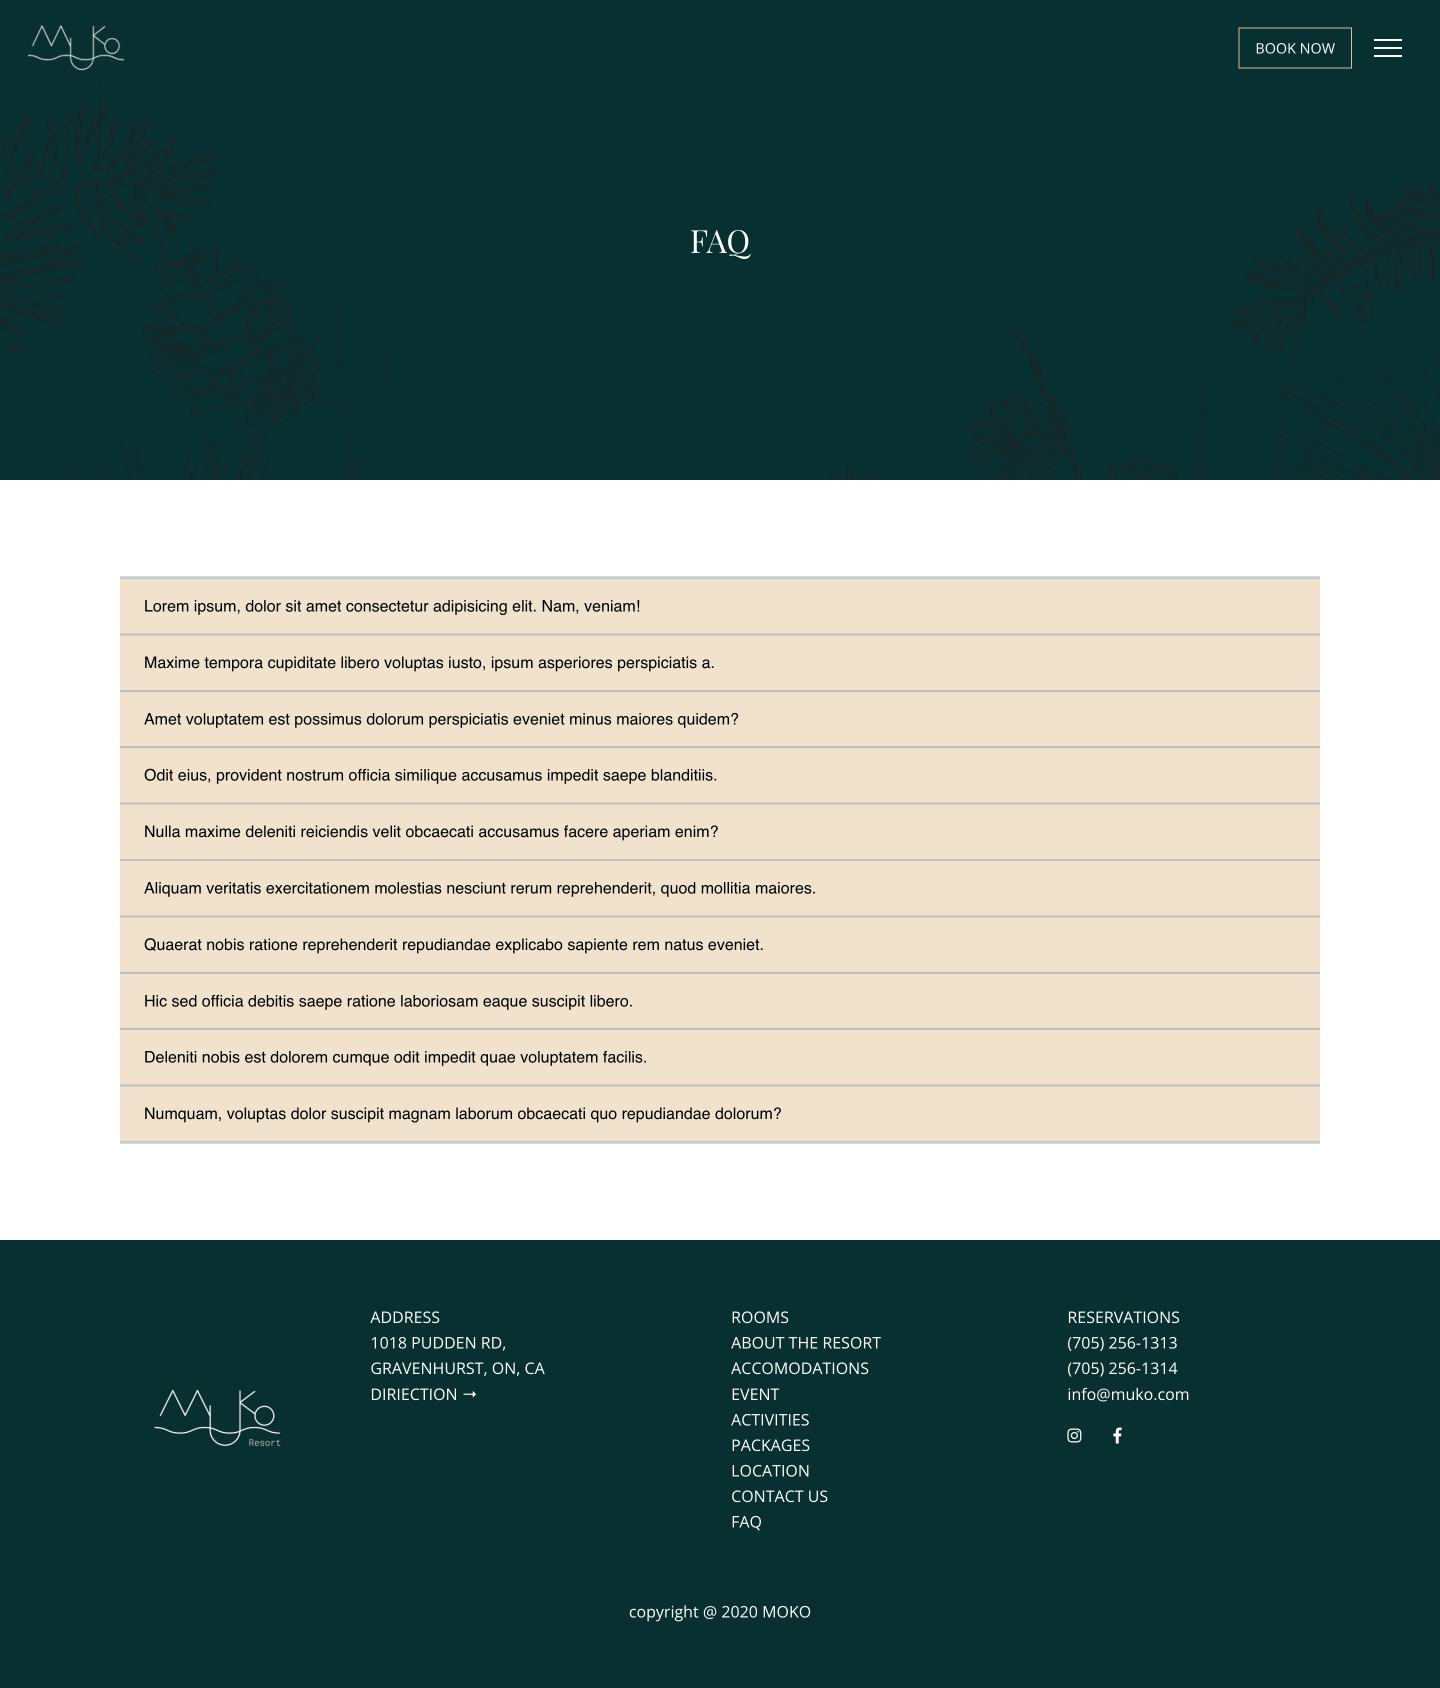 MUKo
BOOK NOW
FAQ
Lorem ipsum, dolor sit amet consectetur adipisicing elit. Nam, veniam!
Maxime tempora cupiditate libero voluptas iusto, ipsum asperiores perspiciatis a.
Amet voluptatem est possimus dolorum perspiciatis eveniet minus maiores quidem?
Odit eius, provident nostrum officia similique accusamus impedit saepe blanditiis.
Nulla maxime deleniti reiciendis velit obcaecati accusamus facere aperiam enim?
Aliquam veritatis exercitationem molestias nesciunt rerum reprehenderit, quod mollitia maiores.
Quaerat nobis ratione reprehenderit repudiandae explicabo sapiente rem natus eveniet.
Hic sed officia debitis saepe ratione laboriosam eaque suscipit libero.
Deleniti nobis est dolorem cumque odit impedit quae voluptatem facilis.
Numquam, voluptas dolor suscipit magnam laborum obcaecati quo repudiandae dolorum?
MUKo
Resort
ADDRESS
1018 PUDDEN RD,
GRAVENHURST, ON, CA
DIRIECTION →
ROOMS
ABOUT THE RESORT
ACCOMODATIONS
EVENT
ACTIVITIES
PACKAGES
LOCATION
CONTACT US
FAQ
RESERVATIONS
(705) 256-1313
(705) 256-1314
info@muko.com
copyright @ 2020 MOKO